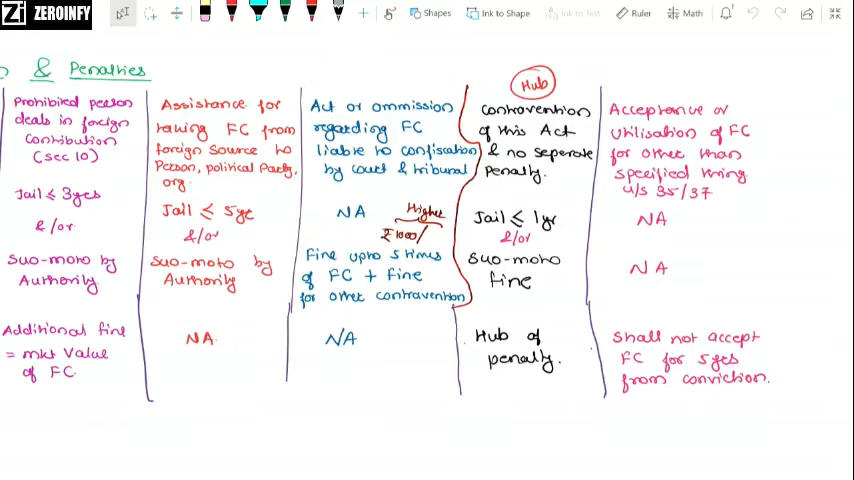 Zi ZEROINFY
Shapes Ink to Shape Ink to Text Ruler Math
& Penalties
Prohibited person
deals in foreign
contribution
(sec 10)
Jail ≤ 3yes
&/or
Suo-moto by
Authority.
Additional fine
= mkt Value
of FC.
Assistance for
taking FC from
foreign source to
Person, political Party,
org.
Jail ≤ 5yr
&/or
Suo-moto by
Authority
NA
Act or ommission
regarding FC
liable to confiscation
by court & tribunal
NA
Higher
₹1000/
Fine upto 5 times
of FC + Fine
for other contravention
NA
Hub
contravention
of this Act
& no seperate
penalty.
Jail ≤ 1yr
&/or
Suo-moto
fine
Hub of
penalty.
Acceptance or
utilisation of FC
for other than
specified thing
u/s 35/37
NA
NA
Shall not accept
FC for 5yes
from conviction.